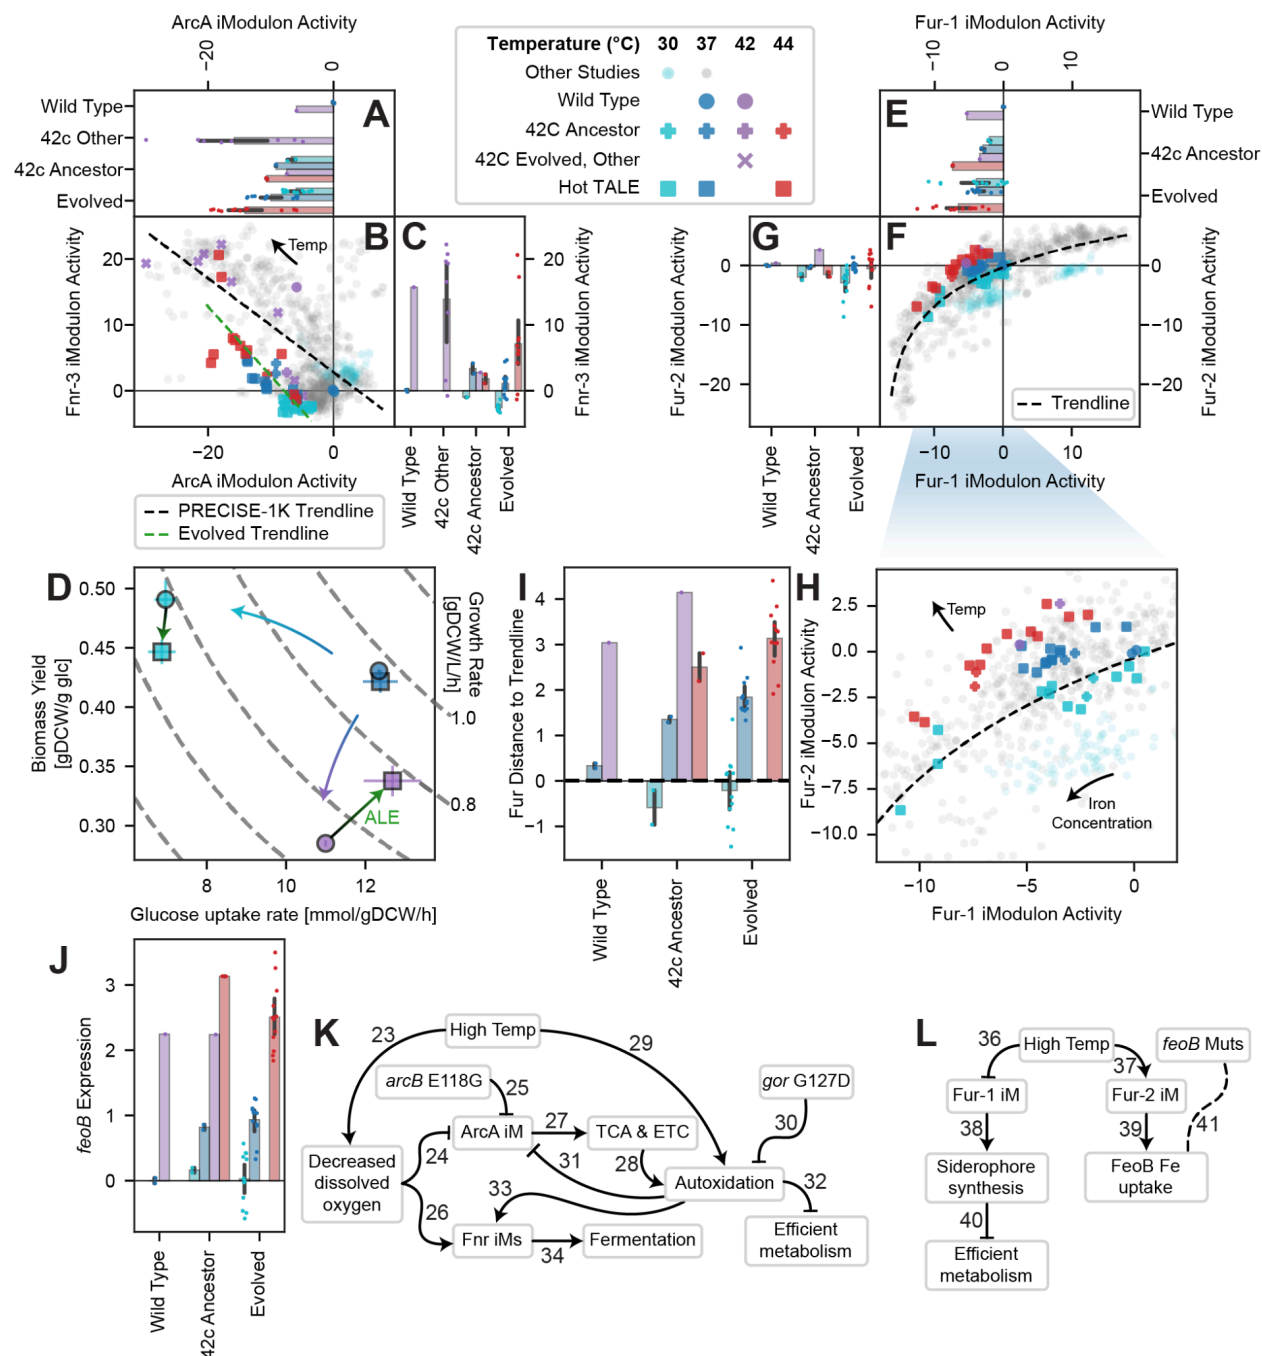 ArcA iModulon Activity
−20
0
Wild Type
42c Other
42c Ancestor
Evolved
A
Temperature (°C) 30 37 42 44
Other Studies
Wild Type
42C Ancestor
42C Evolved, Other
Hot TALE
Fur-1 iModulon Activity
−10
10
E
Wild Type
42c Ancestor
Evolved
B
Temp
Fnr-3 iModulon Activity
20
10
0
−20
0
ArcA iModulon Activity
PRECISE-1K Trendline
Evolved Trendline
C
20
10
0
Fnr-3 iModulon Activity
Wild Type
42c Other
42c Ancestor
Evolved
G
Fur-2 iModulon Activity
0
−10
−20
Wild Type
42c Ancestor
Evolved
F
Trendline
0
−10
−20
Fur-2 iModulon Activity
−10
0
10
Fur-1 iModulon Activity
D
Biomass Yield
[gDCW/g glc]
0.50
0.45
0.40
0.35
0.30
Growth Rate
[gDCW/L/h]
1.0
0.8
ALE
8
10
12
Glucose uptake rate [mmol/gDCW/h]
I
Fur Distance to Trendline
4
3
2
1
0
−1
Wild Type
42c Ancestor
Evolved
H
Fur-2 iModulon Activity
2.5
−0.0
−2.5
−5.0
−7.5
−10.0
Temp
Iron
Concentration
−10
−5
0
Fur-1 iModulon Activity
J
feoB Expression
3
2
1
0
Wild Type
42c Ancestor
Evolved
K
High Temp
23
29
arcB E118G
25
gor G127D
30
ArcA iM
27
TCA & ETC
24
28
31
Decreased
dissolved
oxygen
Autoxidation
32
26
33
Fnr iMs
34
Fermentation
Efficient
metabolism
L
36
High Temp
37
feoB Muts
Fur-1 iM
Fur-2 iM
38
39
41
Siderophore
synthesis
FeoB Fe
uptake
40
Efficient
metabolism